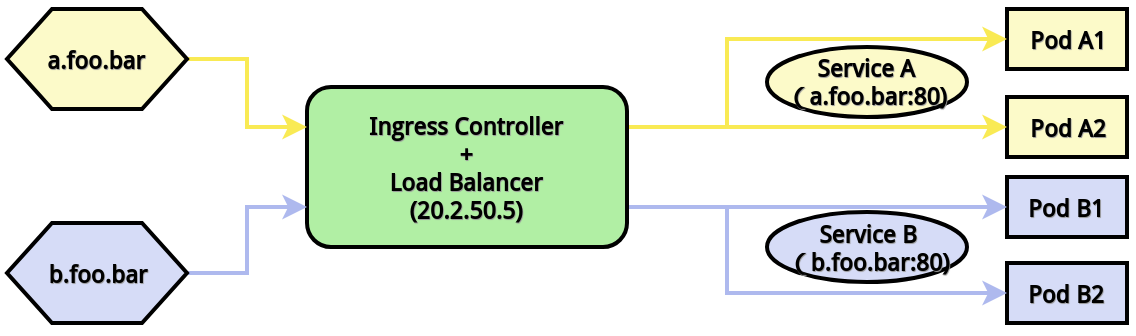 a.foo.bar
b.foo.bar
Ingress Controller
+
Load Balancer
(20.2.50.5)
Service A
( a.foo.bar:80)
Service B
( b.foo.bar:80)
Pod A1
Pod A2
Pod B1
Pod B2